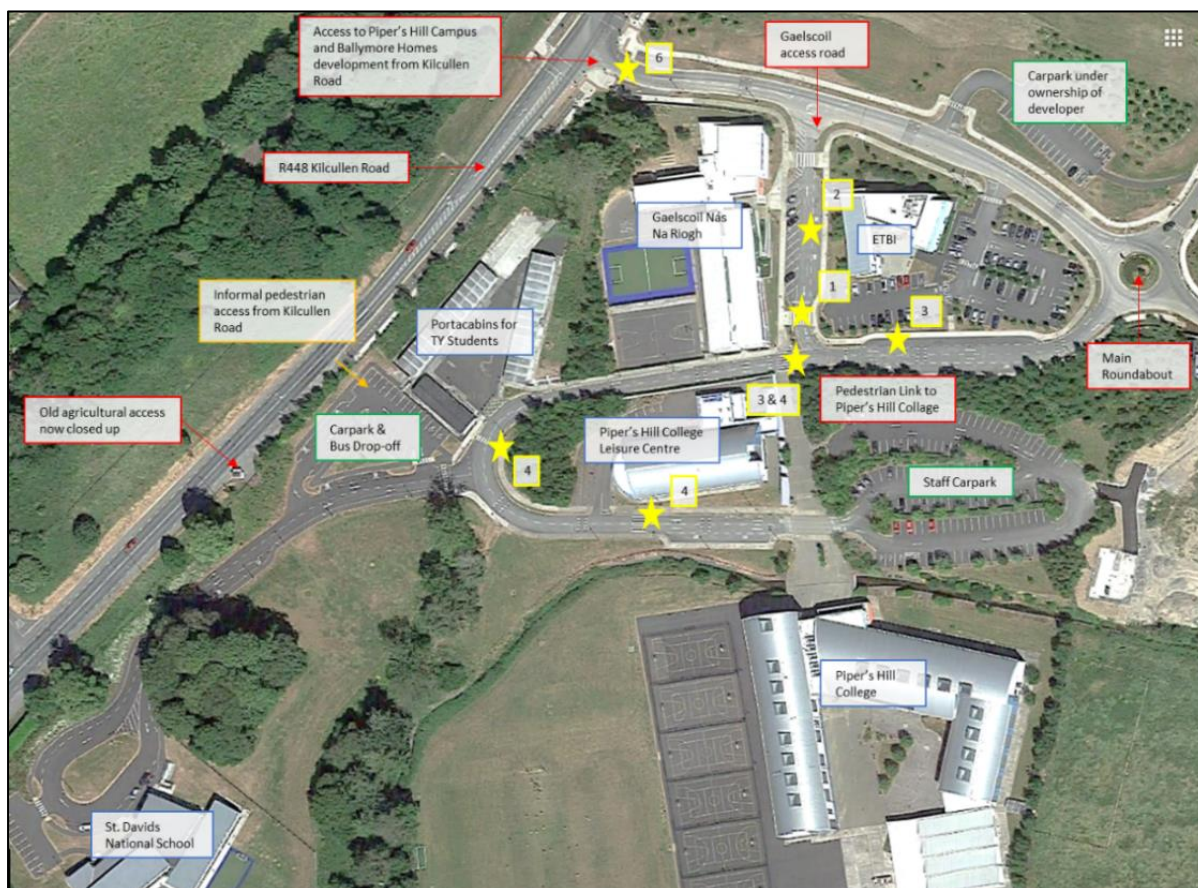 Access to Piper's Hill Campus
and Ballymore Homes
development from Kilcullen
Road
6
Gaelscoil
access road
Carpark under
ownership of
developer
R448 Kilcullen Road
2
Gaelscoil Nás
Na Riogh
ETBI
Informal pedestrian
access from Kilcullen
Road
1
Portacabins for
TY Students
3
Main
Roundabout
Old agricultural access
now closed up
Carpark &
Bus Drop-off
3 & 4
Pedestrian Link to
Piper's Hill Collage
Piper's Hill College
Leisure Centre
4
4
Staff Carpark
Piper's Hill
College
St. Davids
National School